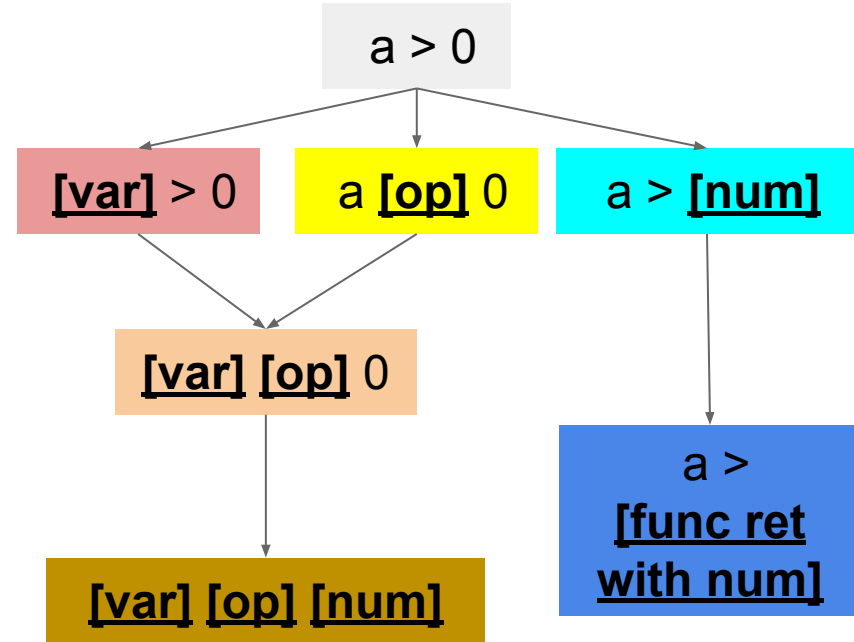 a > 0
[var] > 0
a [op] 0
a > [num]
[var] [op] 0
a >
[func ret
with num]
[var] [op] [num]